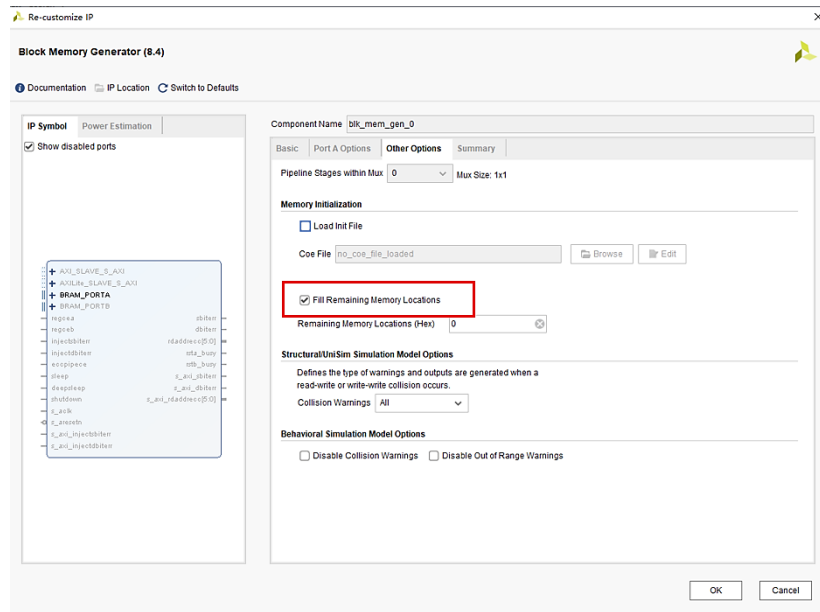 Re-customize IP
Block Memory Generator (8.4)
Documentation IP Location Switch to Defaults
IP Symbol Power Estimation
Show disabled ports
AXI_SLAVE_S_AXI
AXILite_SLAVE_S_AXI
BRAM_PORTA
BRAM_PORTB
regcea sbiterr
regceb dbiterr
injectsbiterr rdaddrecc[5:0]
injectdbiterr rsta_busy
eccpipece rstb_busy
sleep s_axi_sbiterr
deepsleep s_axi_dbiterr
shutdown s_axi_rdaddrecc[5:0]
s_aclk
s_aresetn
s_axi_injectsbiterr
s_axi_injectdbiterr
Component Name blk_mem_gen_0
Basic Port A Options Other Options Summary
Pipeline Stages within Mux 0 Mux Size: 1x1
Memory Initialization
Load Init File
Coe File no_coe_file_loaded Browse Edit
Fill Remaining Memory Locations
Remaining Memory Locations (Hex) 0
Structural/UniSim Simulation Model Options
Defines the type of warnings and outputs are generated when a
read-write or write-write collision occurs.
Collision Warnings All
Behavioral Simulation Model Options
Disable Collision Warnings Disable Out of Range Warnings
OK Cancel